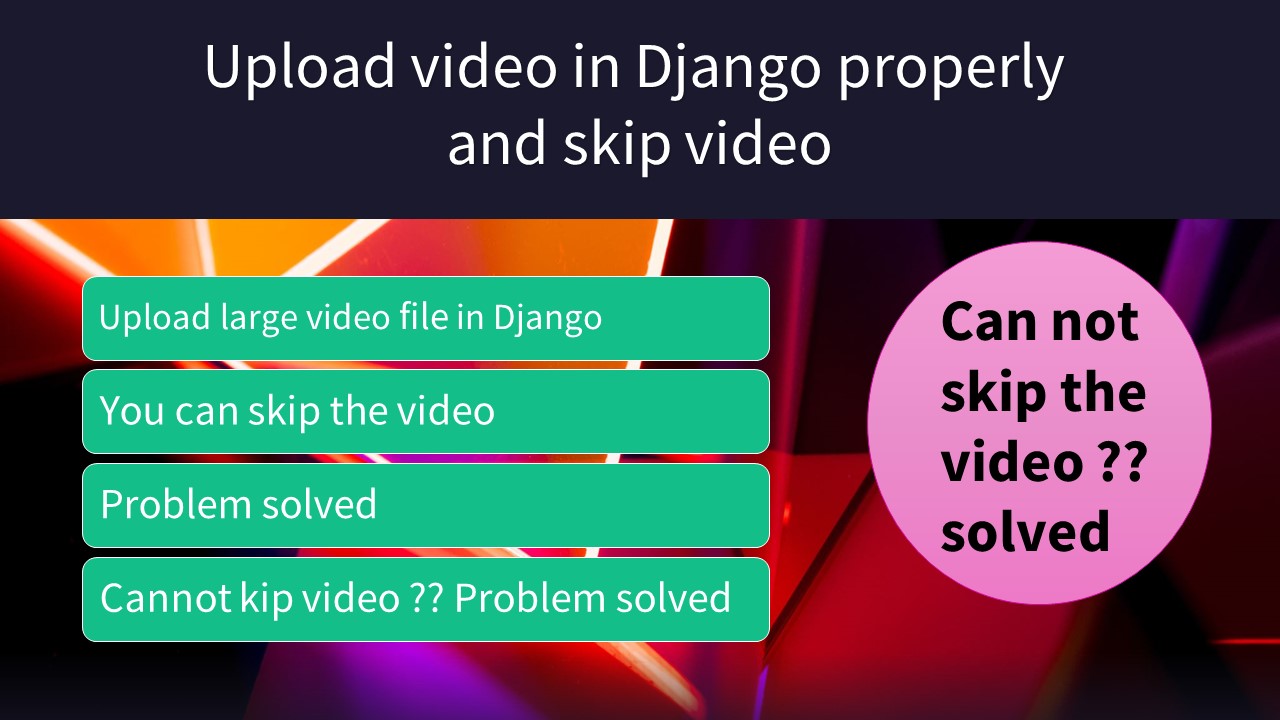 Upload video in Django properly
and skip video
Upload large video file in Django
You can skip the video
Problem solved
Cannot kip video ?? Problem solved
Can not
skip the
video ??
solved